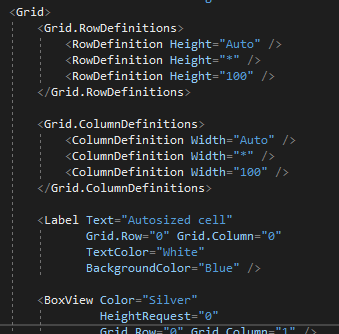 <Grid>
<Grid.RowDefinitions>
<RowDefinition Height="Auto" />
<RowDefinition Height="*" />
<RowDefinition Height="100" />
</Grid.RowDefinitions>
<Grid.ColumnDefinitions>
<ColumnDefinition Width="Auto" />
<ColumnDefinition Width="*" />
<ColumnDefinition Width="100" />
</Grid.ColumnDefinitions>
<Label Text="Autosized cell"
Grid.Row="0" Grid.Column="0"
TextColor="White"
BackgroundColor="Blue" />
<BoxView Color="Silver"
HeightRequest="0"
Grid.Row="0" Grid.Column="1" />